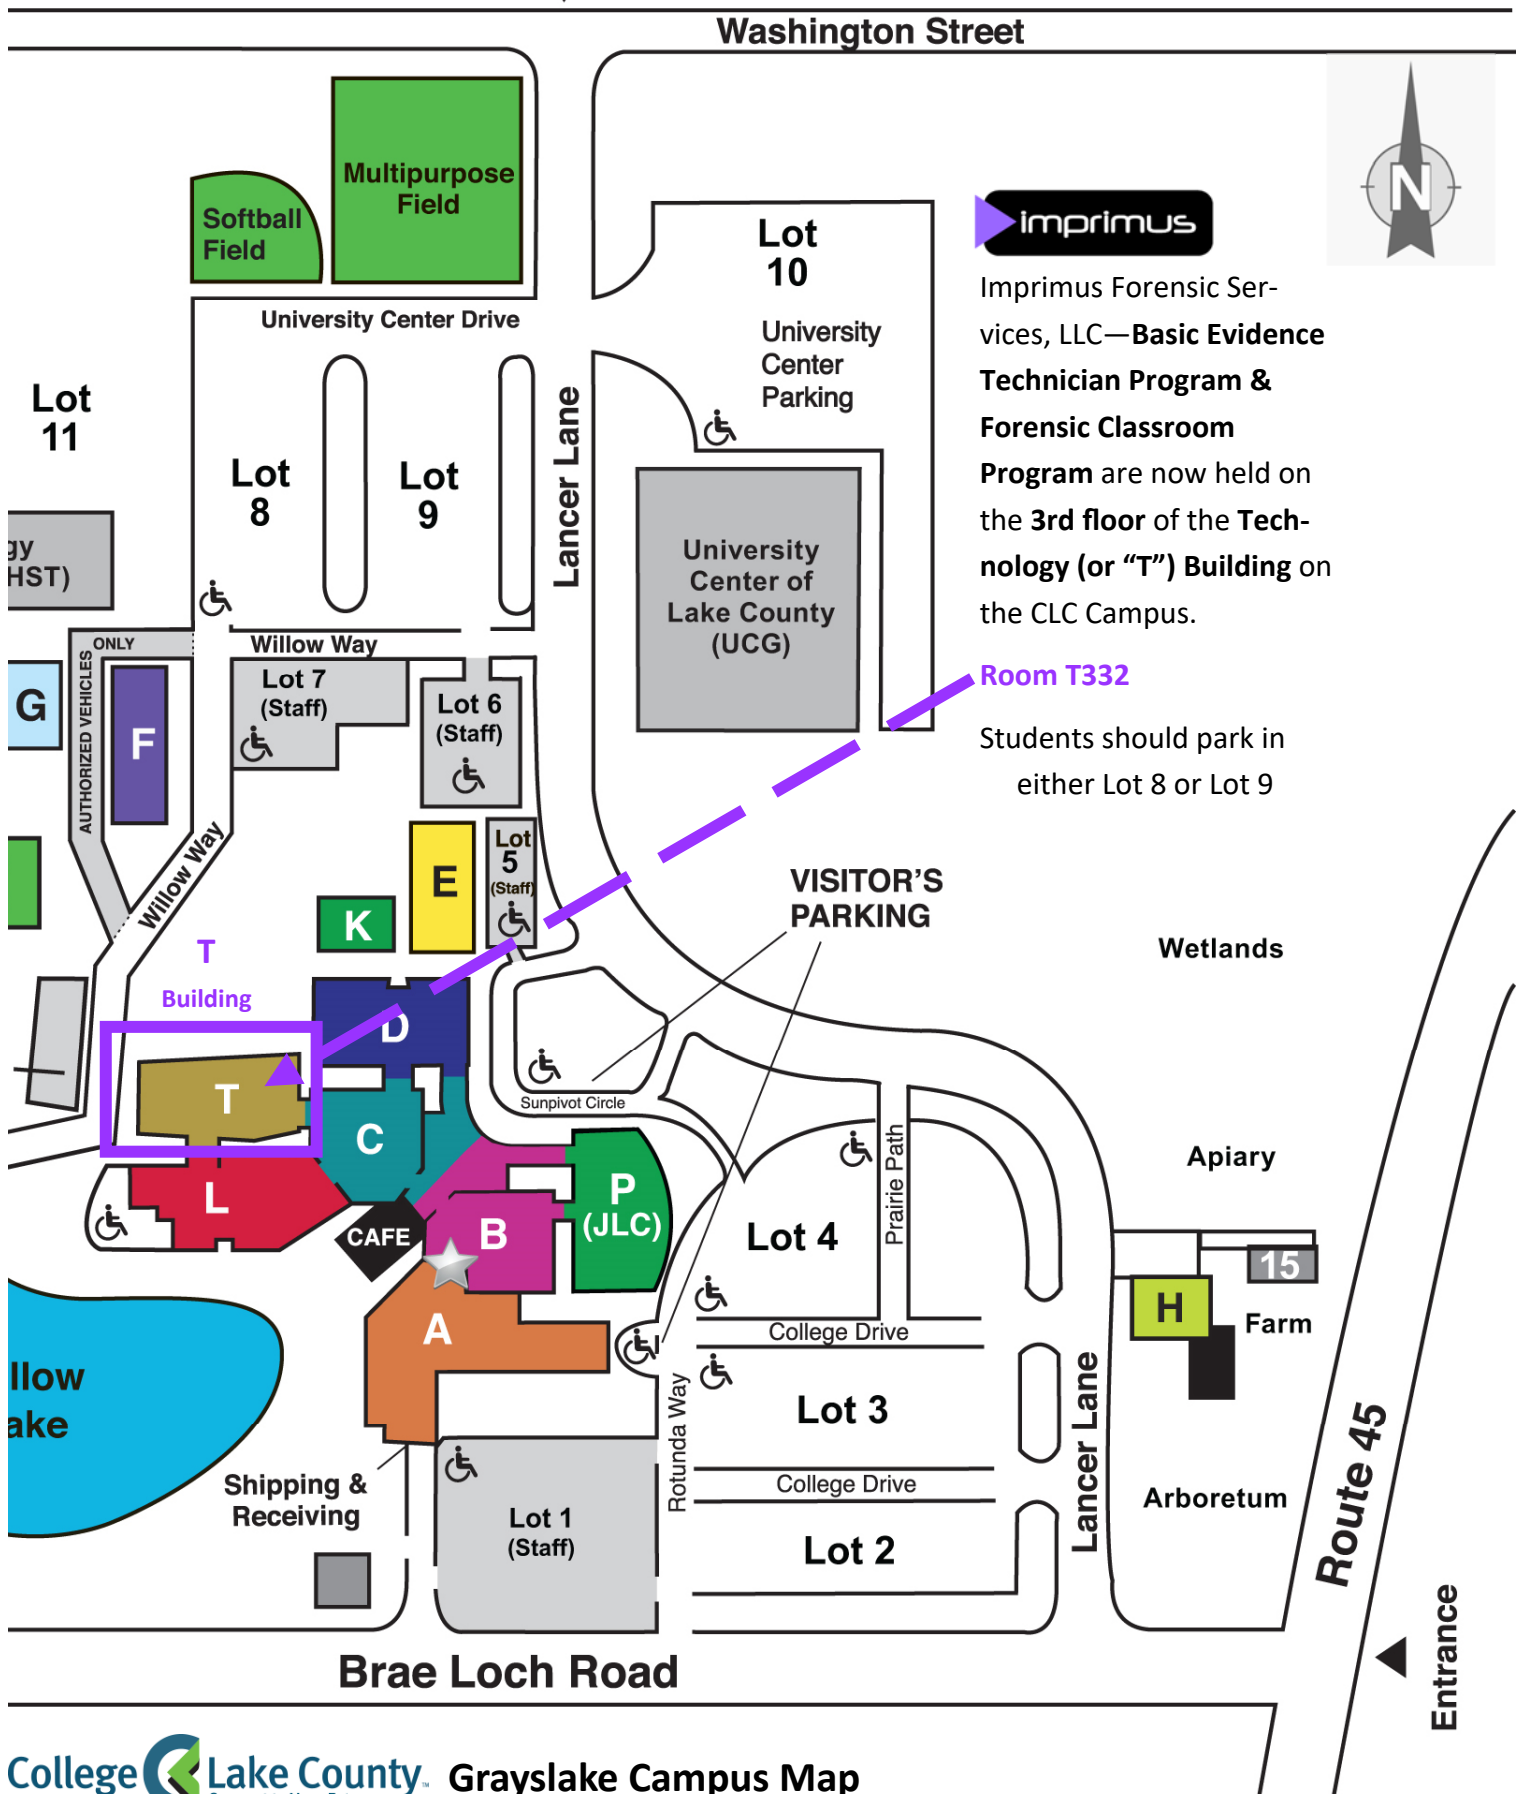 Washington Street
N
Multipurpose
Field
Softball
Field
Lot
10
University
Center
Parking
imprimus
Imprimus Forensic Ser-
vices, LLC—Basic Evidence
Technician Program &
Forensic Classroom
Program are now held on
the 3rd floor of the Tech-
nology (or “T”) Building on
the CLC Campus.
Room T332
Students should park in
either Lot 8 or Lot 9
University Center Drive
Lot
11
Lot
8
Lot
9
Lancer Lane
University
Center of
Lake County
(UCG)
gy
HST)
ONLY
AUTHORIZED VEHICLES
Willow Way
Lot 7
(Staff)
Lot 6
(Staff)
G
F
Willow Way
E
Lot
5
(Staff)
K
VISITOR'S
PARKING
Wetlands
T
Building
D
T
Sunpivot Circle
C
Prairie Path
Apiary
L
P
(JLC)
CAFE
B
Lot 4
15
H
Farm
A
College Drive
llow
ake
Lot 3
Rotunda Way
Lancer Lane
Route 45
Shipping &
Receiving
College Drive
Arboretum
Lot 1
(Staff)
Lot 2
Entrance
Brae Loch Road
College Lake County™
Grayslake Campus Map